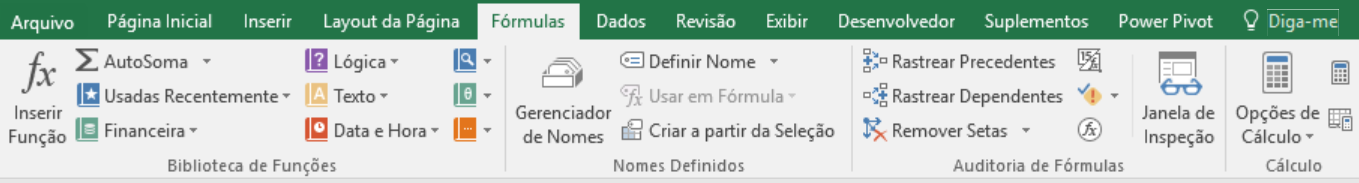 Arquivo Página Inicial Inserir Layout da Página Fórmulas Dados Revisão Exibir Desenvolvedor Suplementos Power Pivot Diga-me
fx Inserir Função
AutoSoma
Usadas Recentemente
Financeira
Lógica
Texto
Data e Hora
Biblioteca de Funções
Gerenciador de Nomes
Definir Nome
Usar em Fórmula
Criar a partir da Seleção
Nomes Definidos
Rastrear Precedentes
Rastrear Dependentes
Remover Setas
Janela de Inspeção
Auditoria de Fórmulas
Opções de Cálculo
Cálculo